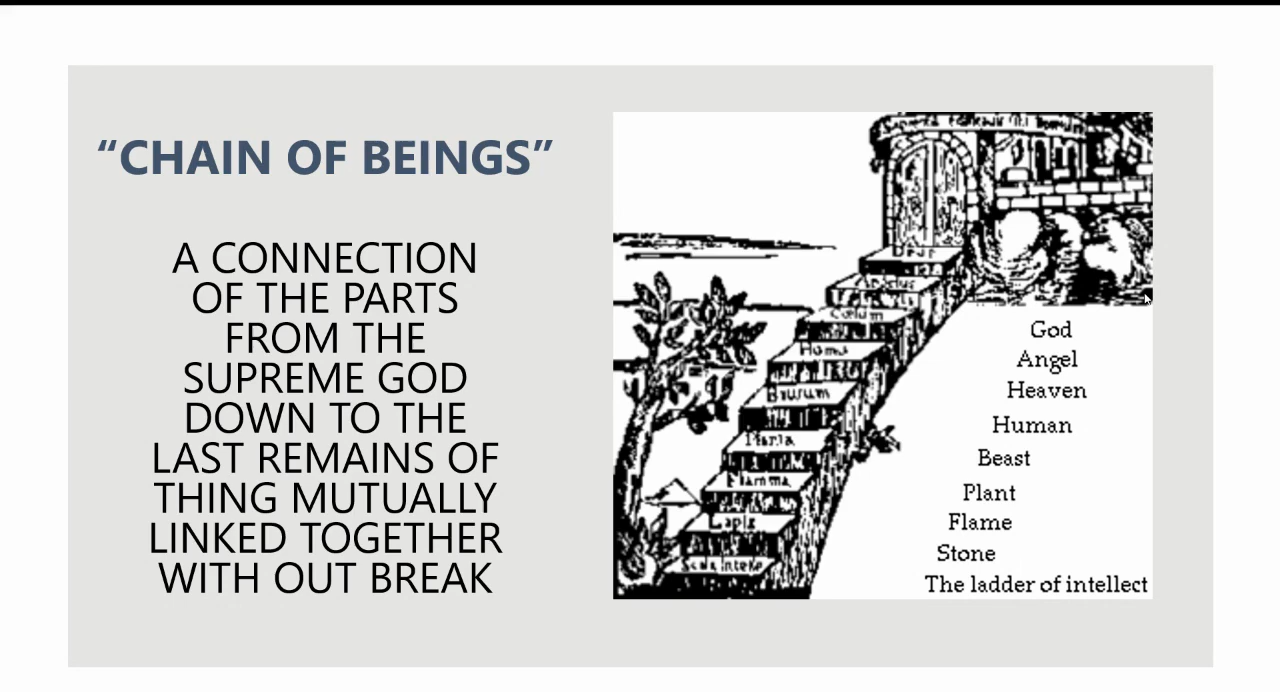 “CHAIN OF BEINGS”
A CONNECTION
OF THE PARTS
FROM THE
SUPREME GOD
DOWN TO THE
LAST REMAINS OF
THING MUTUALLY
LINKED TOGETHER
WITH OUT BREAK
Angelus
Cœlum
Homo
Brutum
Planta
Flamma
Lapis
God
Angel
Heaven
Human
Beast
Plant
Flame
Stone
The ladder of intellect